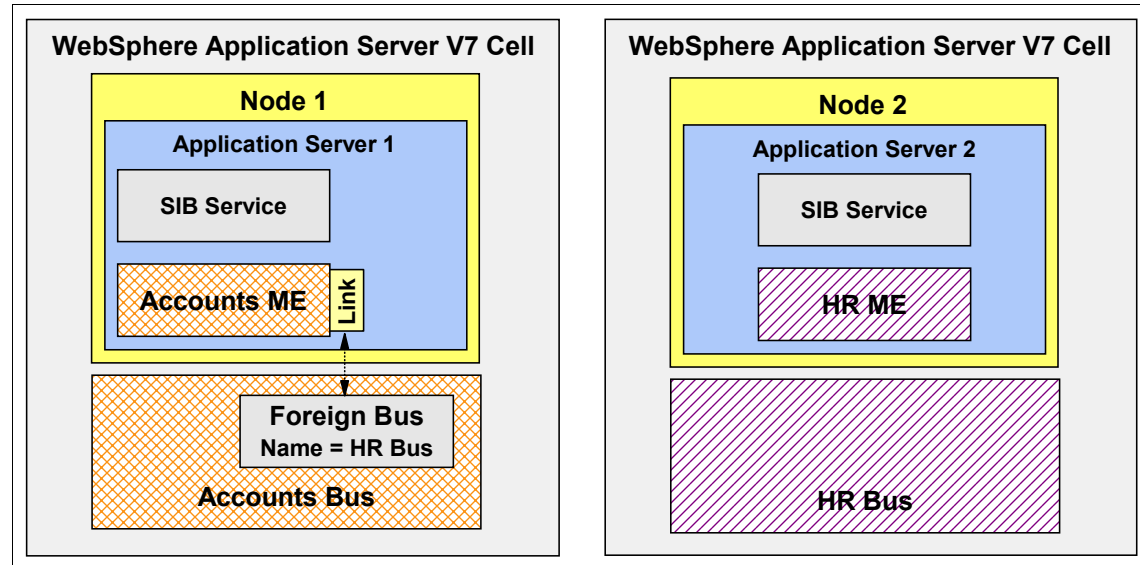 WebSphere Application Server V7 Cell
Node 1
Application Server 1
SIB Service
Accounts ME
Link
Foreign Bus
Name = HR Bus
Accounts Bus
WebSphere Application Server V7 Cell
Node 2
Application Server 2
SIB Service
HR ME
HR Bus